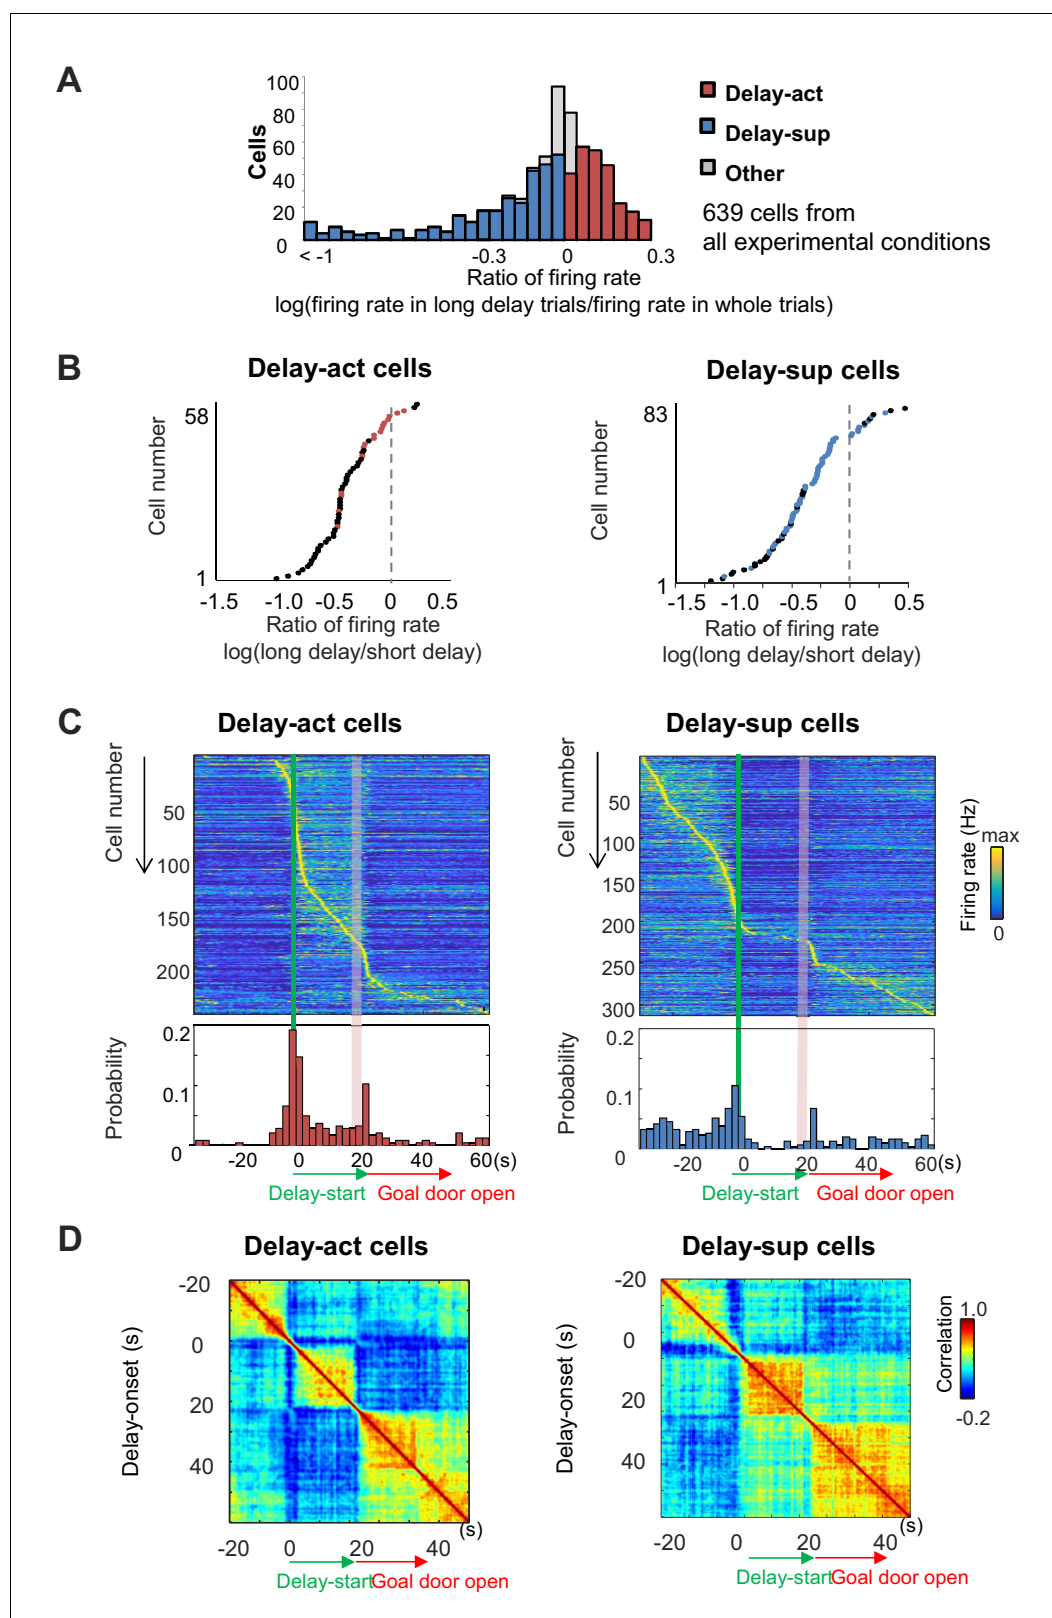 A
100
80
60
40
20
0
Cells
< -1
-0.3
0
0.3
Ratio of firing rate
log(firing rate in long delay trials/firing rate in whole trials)
Delay-act
Delay-sup
Other
639 cells from
all experimental conditions
B
Delay-act cells
58
1
Cell number
-1.5
-1.0
-0.5
0
0.5
Ratio of firing rate
log(long delay/short delay)
Delay-sup cells
83
1
Cell number
-1.5
-1.0
-0.5
0
0.5
Ratio of firing rate
log(long delay/short delay)
C
Delay-act cells
Cell number
50
100
150
200
0.2
0.1
0
Probability
-20
0
20
40
60(s)
Delay-start
Goal door open
Delay-sup cells
Cell number
50
100
150
200
250
300
Firing rate (Hz)
max
0
0.2
0.1
0
Probability
-20
0
20
40
60(s)
Delay-start
Goal door open
D
Delay-act cells
-20
0
20
40
Delay-onset (s)
(s)
-20
0
20
40
Delay-start
Goal door open
Delay-sup cells
-20
0
20
40
Delay-onset (s)
(s)
-20
0
20
40
Delay-start
Goal door open
Correlation
1.0
-0.2